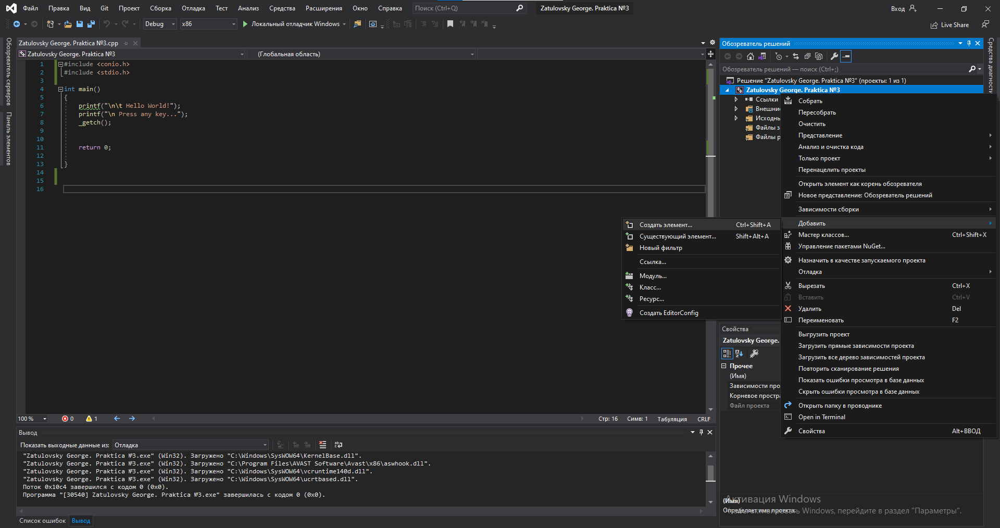 Файл Правка Вид Git Проект Сборка Отладка Тест Анализ Средства Расширения Окно Справка Поиск (Ctrl+Q) Zatulovsky George. Praktica №3 Вход
Debug x86 Локальный отладчик Windows Live Share
Обозреватель серверов
Панель элементов
Zatulovsky George. Praktica №3.cpp
Zatulovsky George. Praktica №3 (Глобальная область)
1 #include <conio.h>
2 #include <stdio.h>
3
4 int main()
5 {
6 printf("\n\t Hello World!");
7 printf("\n Press any key...");
8 _getch();
9
10
11 return 0;
12
13 }
14
15
16
100 % 0 1 Стр: 16 Симв: 1 Табуляция CRLF
Вывод
Показать выходные данные из: Отладка
"Zatulovsky George. Praktica №3.exe" (Win32). Загружено "C:\Windows\SysWOW64\KernelBase.dll".
"Zatulovsky George. Praktica №3.exe" (Win32). Загружено "C:\Program Files\AVAST Software\Avast\x86\aswhook.dll".
"Zatulovsky George. Praktica №3.exe" (Win32). Загружено "C:\Windows\SysWOW64\vcruntime140d.dll".
"Zatulovsky George. Praktica №3.exe" (Win32). Загружено "C:\Windows\SysWOW64\ucrtbased.dll".
Поток 0x10c4 завершился с кодом 0 (0x0).
Программа "[30540] Zatulovsky George. Praktica №3.exe" завершилась с кодом 0 (0x0).
Список ошибок Вывод
Обозреватель решений
Обозреватель решений — поиск (Ctrl+;)
Решение "Zatulovsky George. Praktica №3" (проекты: 1 из 1)
Zatulovsky George. Praktica №3
Ссылки
Внешние
Исходны
Файлы з
Файлы р
Средства диагностики
Собрать
Пересобрать
Очистить
Представление
Анализ и очистка кода
Только проект
Перенацелить проекты
Открыть элемент как корень обозревателя
Новое представление: Обозреватель решений
Зависимости сборки
Добавить
Мастер классов... Ctrl+Shift+X
Управление пакетами NuGet...
Назначить в качестве запускаемого проекта
Отладка
Вырезать Ctrl+X
Вставить Ctrl+V
Удалить Del
Переименовать F2
Выгрузить проект
Загрузить прямые зависимости проекта
Загрузить все дерево зависимостей проекта
Повторить сканирование решения
Показать ошибки просмотра в базе данных
Скрыть ошибки просмотра в базе данных
Открыть папку в проводнике
Open in Terminal
Свойства Alt+ВВОД
Создать элемент... Ctrl+Shift+A
Существующий элемент... Shift+Alt+A
Новый фильтр
Ссылка...
Модуль...
Класс...
Ресурс...
Создать EditorConfig
Свойства
Zatulovsky George.
Прочее
(Имя)
Зависимости про
Корневое простра
Файл проекта
(Имя)
Определяет имя проекта.
Активация Windows
Чтобы активировать Windows, перейдите в раздел "Параметры".